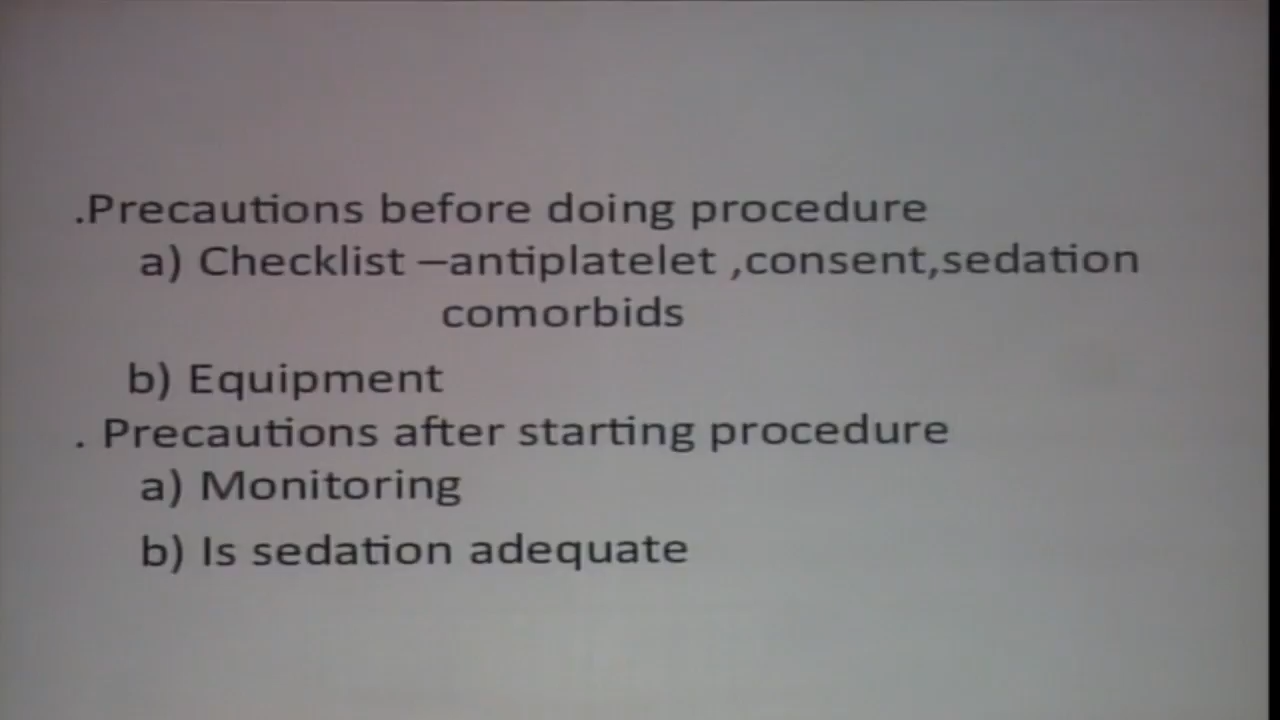 .Precautions before doing procedure
a) Checklist –antiplatelet ,consent,sedation
comorbids
b) Equipment
. Precautions after starting procedure
a) Monitoring
b) Is sedation adequate